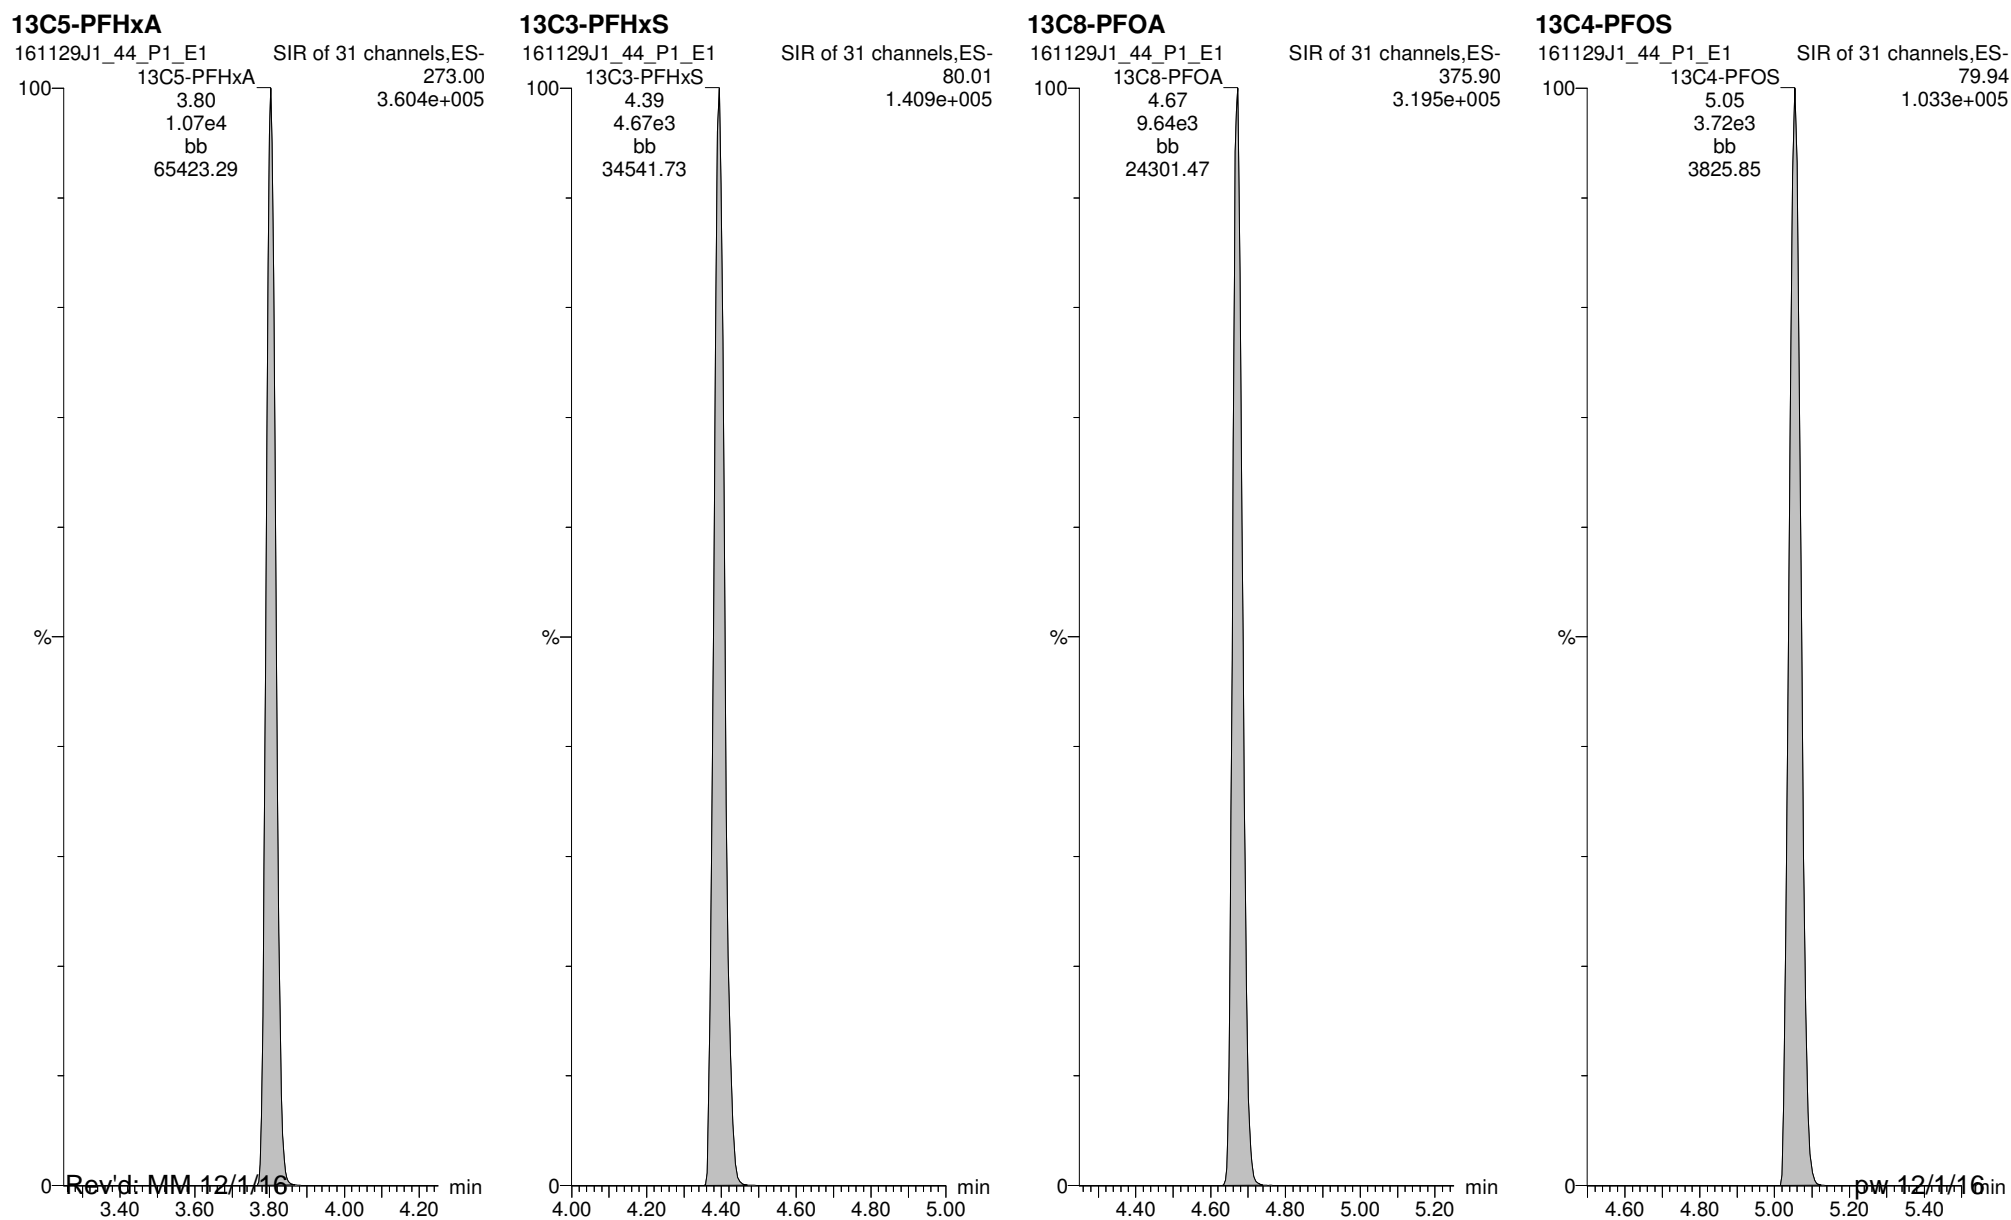 13C5-PFHxA
161129J1_44_P1_E1 SIR of 31 channels,ES-
13C5-PFHxA 273.00
3.80 3.604e+005
1.07e4
bb
65423.29
100
%
0
3.40 3.60 3.80 4.00 4.20 min
Rev'd: MM 12/1/16
13C3-PFHxS
161129J1_44_P1_E1 SIR of 31 channels,ES-
13C3-PFHxS 80.01
4.39 1.409e+005
4.67e3
bb
34541.73
100
%
0
4.00 4.20 4.40 4.60 4.80 5.00 min
13C8-PFOA
161129J1_44_P1_E1 SIR of 31 channels,ES-
13C8-PFOA 375.90
4.67 3.195e+005
9.64e3
bb
24301.47
100
%
0
4.40 4.60 4.80 5.00 5.20 min
13C4-PFOS
161129J1_44_P1_E1 SIR of 31 channels,ES-
13C4-PFOS 79.94
5.05 1.033e+005
3.72e3
bb
3825.85
100
%
0
4.60 4.80 5.00 5.20 5.40 min
pw 12/1/16